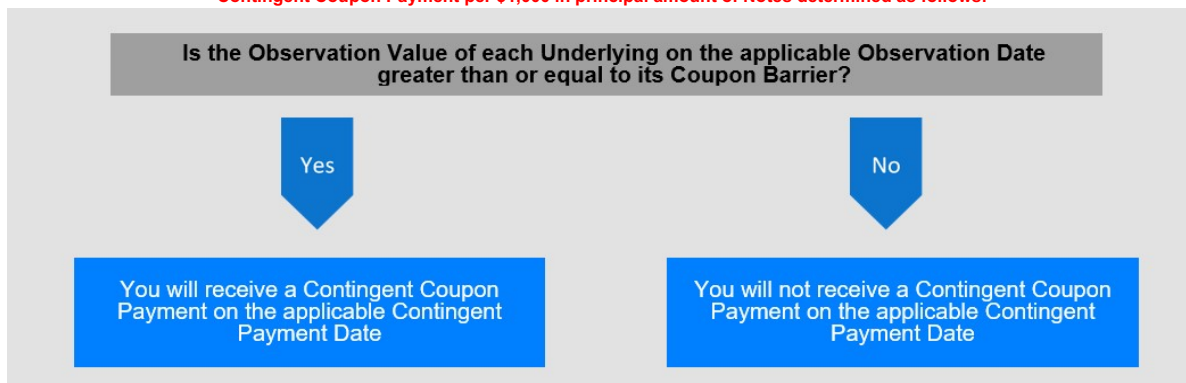 Contingent Coupon Payment per $1,000 in principal amount of Notes determined as follows:
Is the Observation Value of each Underlying on the applicable Observation Date
greater than or equal to its Coupon Barrier?
Yes
No
You will receive a Contingent Coupon
Payment on the applicable Contingent
Payment Date
You will not receive a Contingent Coupon
Payment on the applicable Contingent
Payment Date